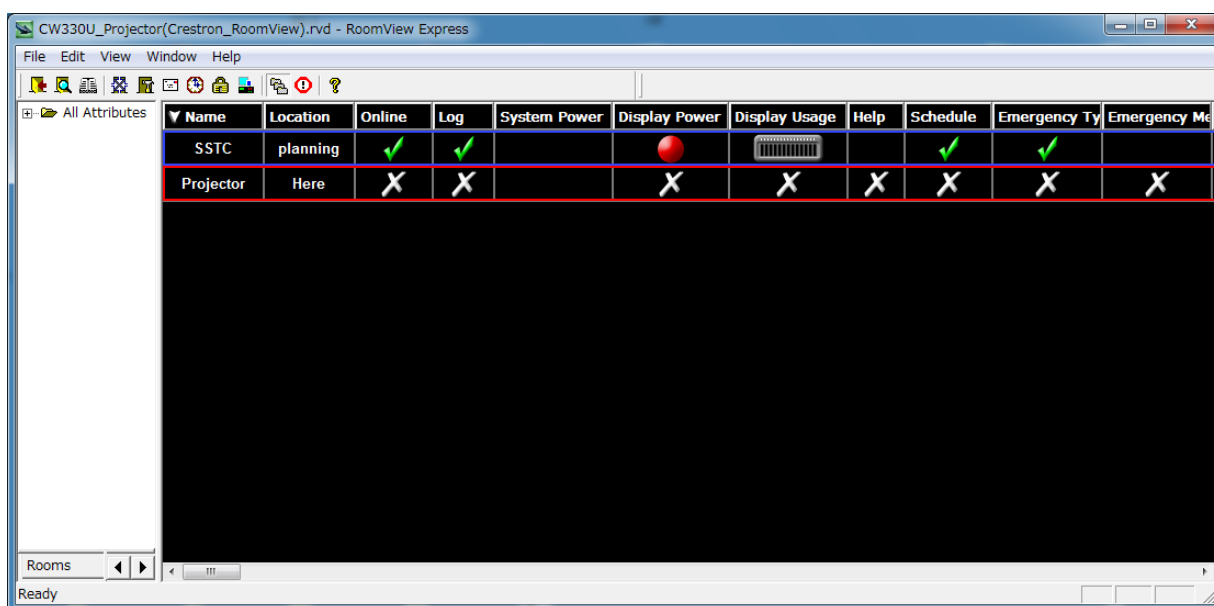 CW330U_Projector(Crestron_RoomView).rvd - RoomView Express
File Edit View Window Help
All Attributes
Name Location Online Log System Power Display Power Display Usage Help Schedule Emergency Ty Emergency Me
SSTC planning
Projector Here
Rooms
Ready